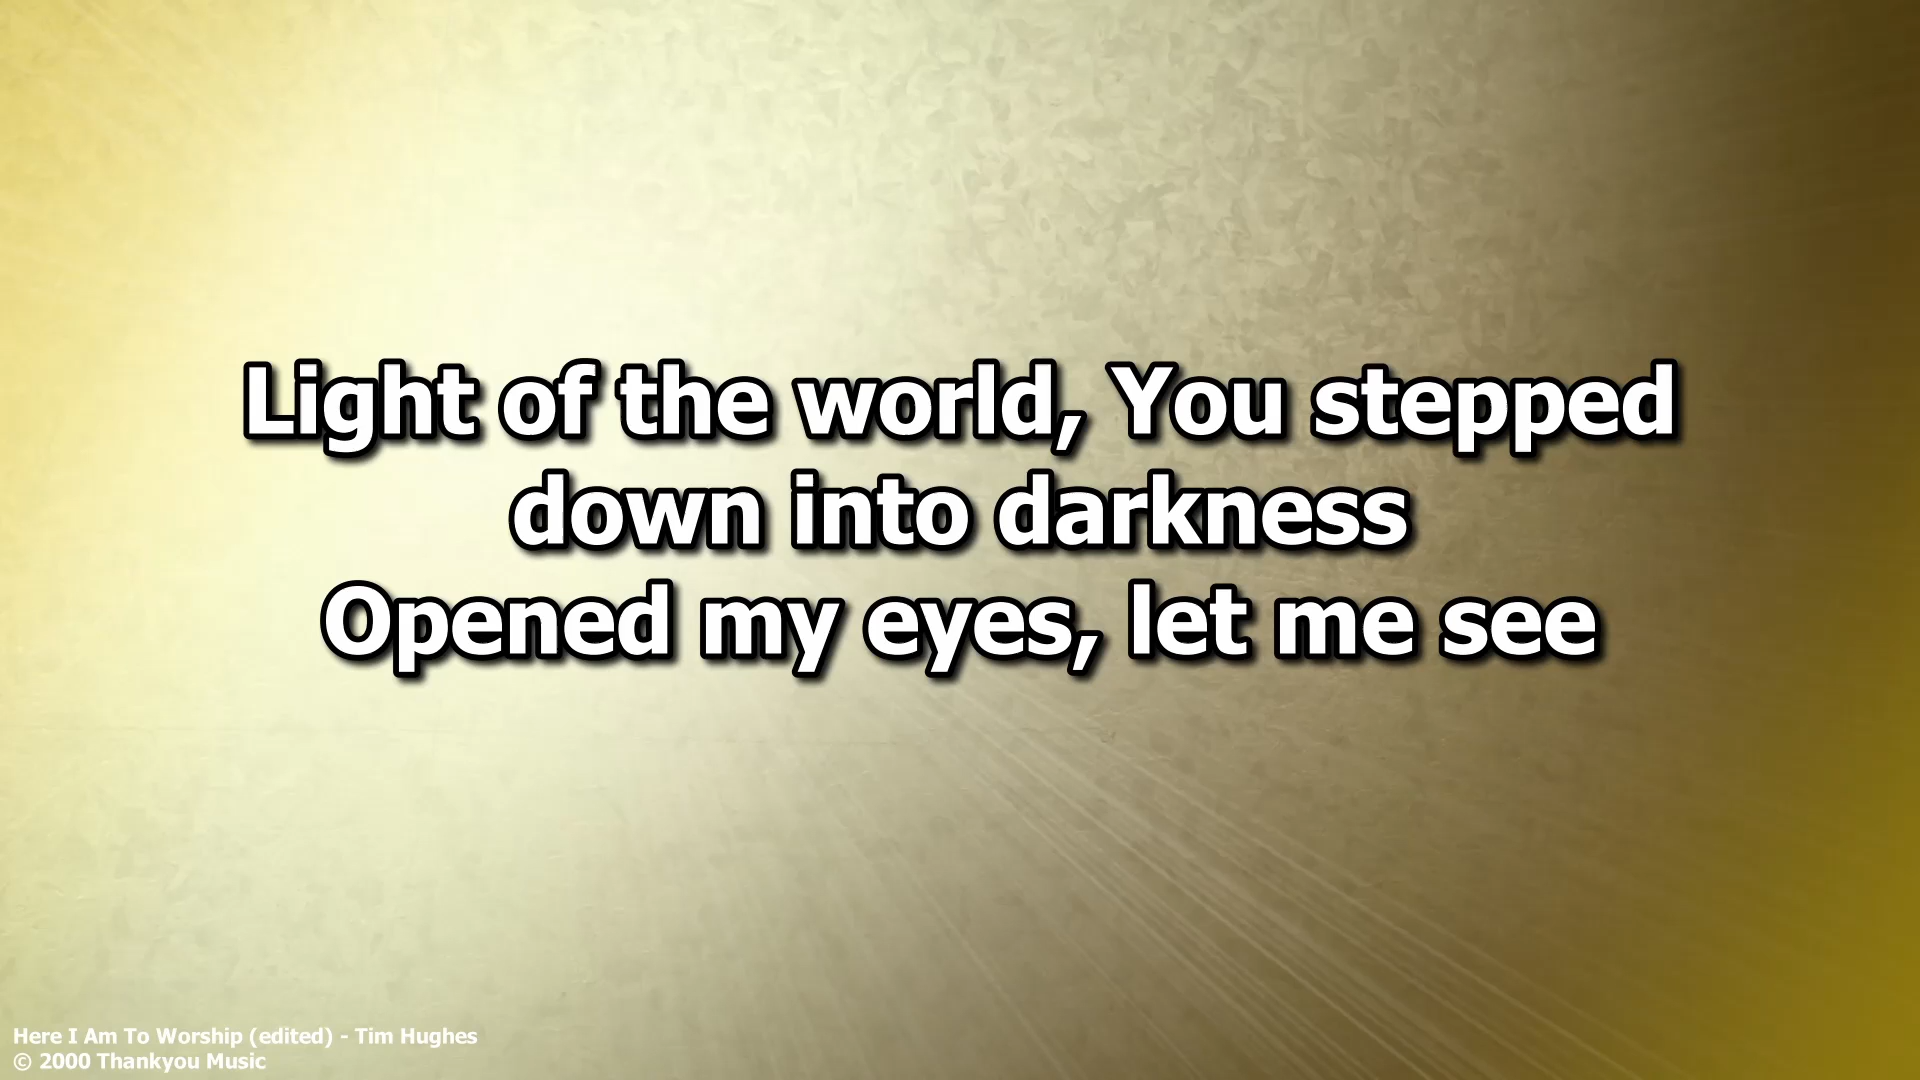 Light of the world, You stepped
down into darkness
Opened my eyes, let me see
Here I Am To Worship (edited) - Tim Hughes
© 2000 Thankyou Music